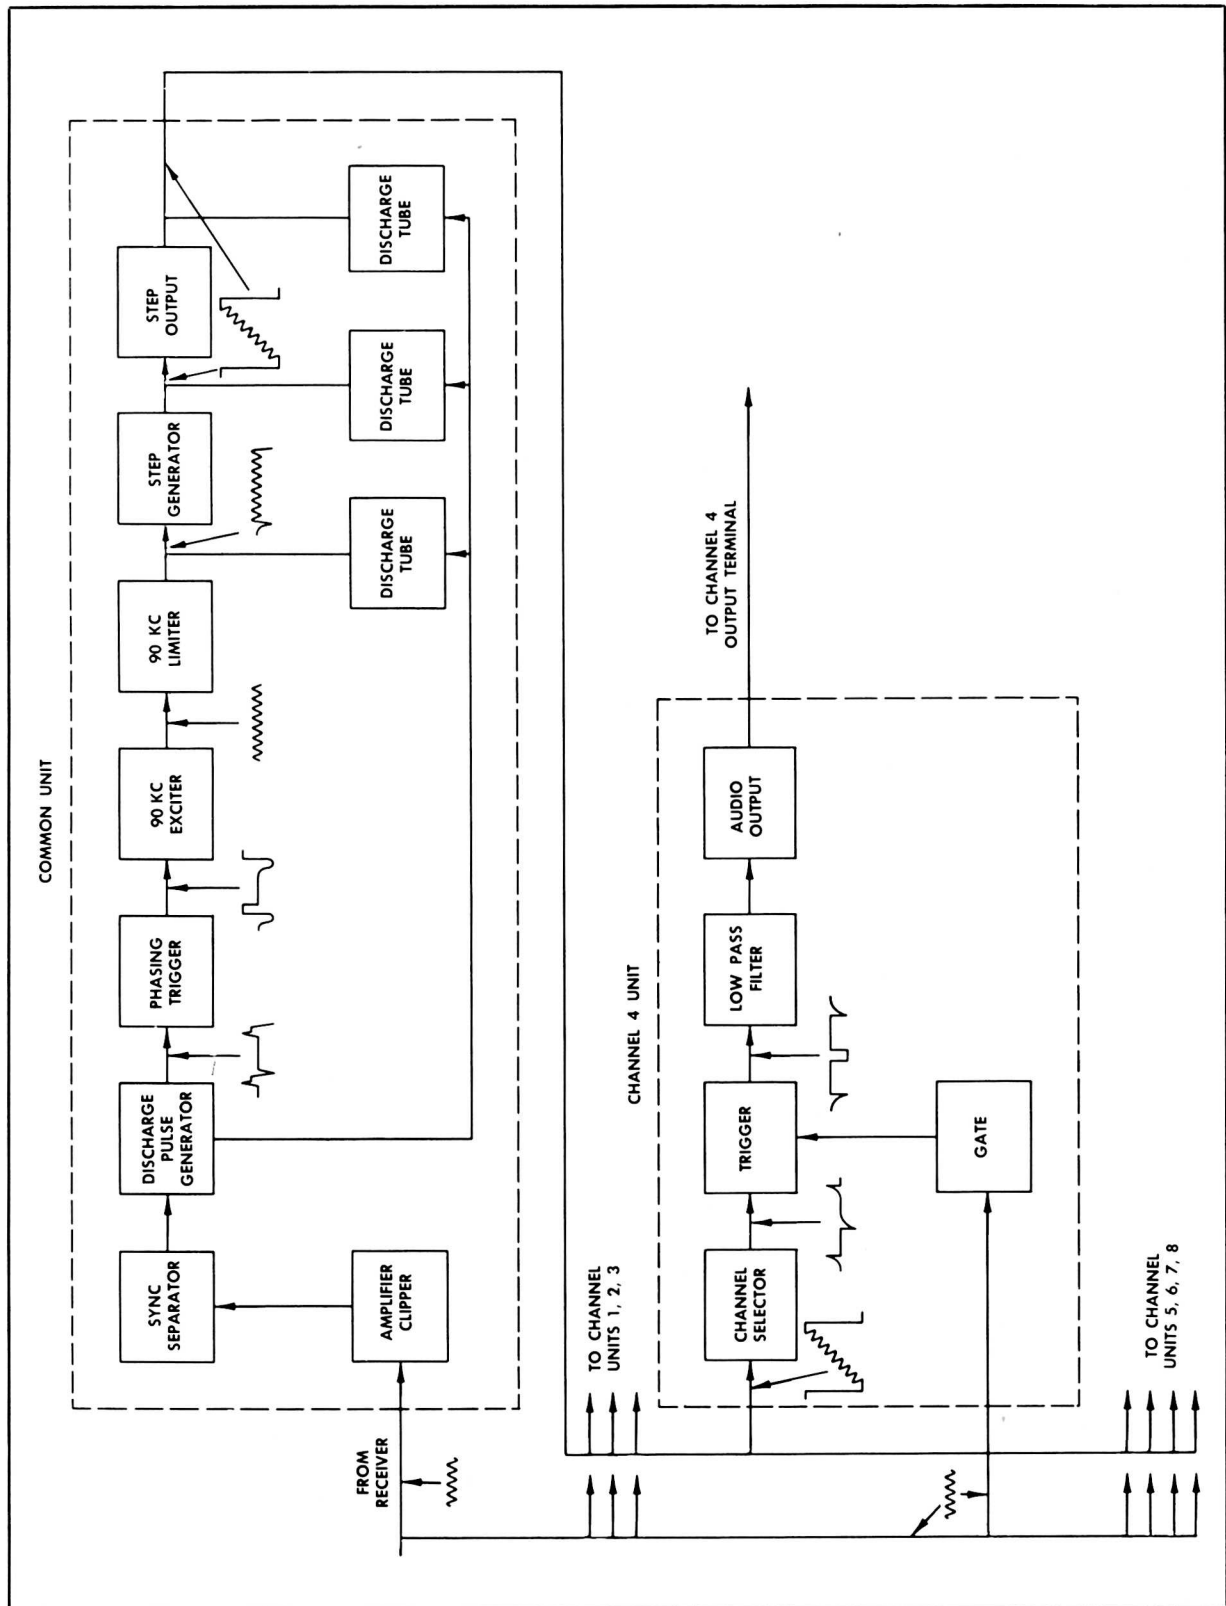 COMMON UNIT
FROM
RECEIVER
AMPLIFIER
CLIPPER
SYNC
SEPARATOR
DISCHARGE
PULSE
GENERATOR
PHASING
TRIGGER
90 KC
EXCITER
90 KC
LIMITER
STEP
GENERATOR
STEP
OUTPUT
DISCHARGE
TUBE
DISCHARGE
TUBE
DISCHARGE
TUBE
TO CHANNEL
UNITS 1, 2, 3
CHANNEL 4 UNIT
CHANNEL
SELECTOR
TRIGGER
LOW PASS
FILTER
AUDIO
OUTPUT
TO CHANNEL 4
OUTPUT TERMINAL
GATE
TO CHANNEL
UNITS 5, 6, 7, 8